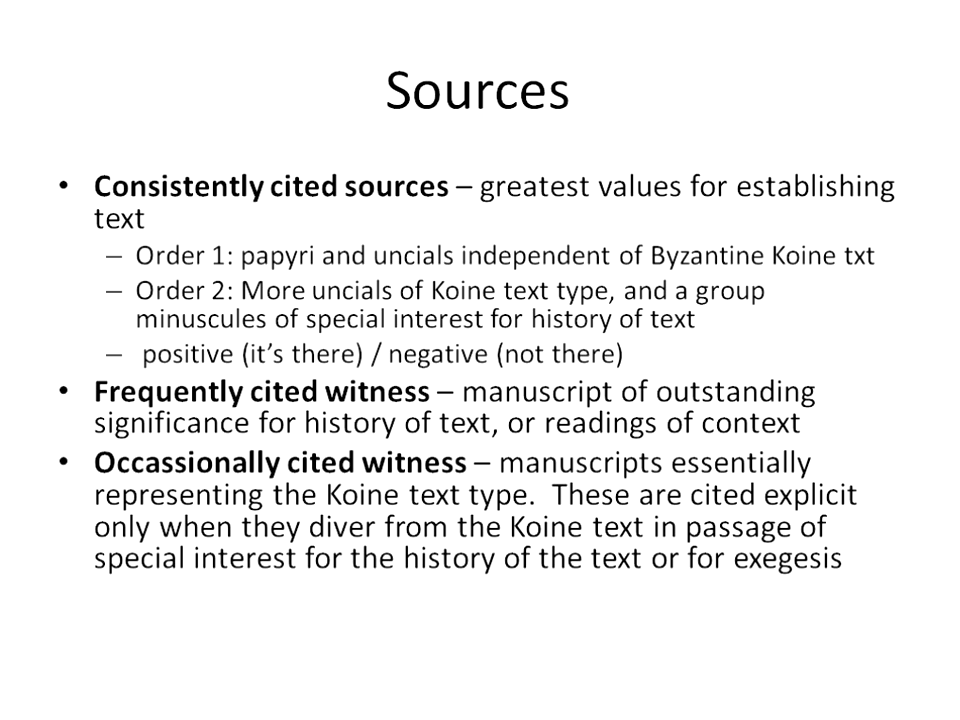 Sources
• Consistently cited sources – greatest values for establishing
text
– Order 1: papyri and uncials independent of Byzantine Koine txt
– Order 2: More uncials of Koine text type, and a group
minuscules of special interest for history of text
– positive (it's there) / negative (not there)
• Frequently cited witness – manuscript of outstanding
significance for history of text, or readings of context
• Occassionally cited witness – manuscripts essentially
representing the Koine text type. These are cited explicit
only when they diver from the Koine text in passage of
special interest for the history of the text or for exegesis